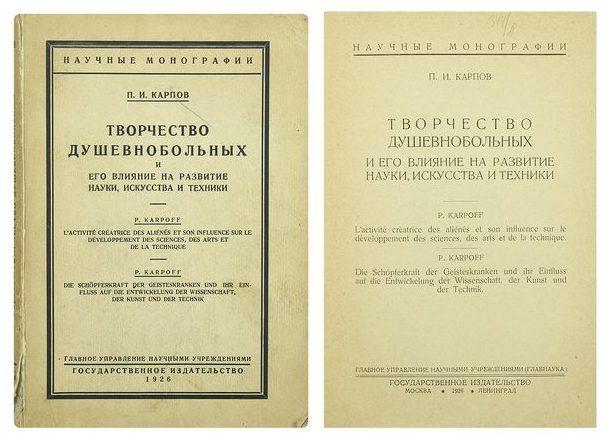 НАУЧНЫЕ МОНОГРАФИИ
П. И. КАРПОВ
ТВОРЧЕСТВО
ДУШЕВНОБОЛЬНЫХ
И
ЕГО ВЛИЯНИЕ НА РАЗВИТИЕ
НАУКИ, ИСКУССТВА И ТЕХНИКИ
P. KARPOFF
L'ACTIVITÉ CRÉATRICE DES ALIÉNÉS ET SON INFLUENCE SUR LE
DÉVELOPPEMENT DES SCIENCES, DES ARTS ET
DE LA TECHNIQUE
P. KARPOFF
DIE SCHÖPFERKRAFT DER GEISTESKRANKEN UND IHR EIN-
FLUSS AUF DIE ENTWICKELUNG DER WISSENSCHAFT,
DER KUNST UND DER TECHNIK
ГЛАВНОЕ УПРАВЛЕНИЕ НАУЧНЫМИ УЧРЕЖДЕНИЯМИ
ГОСУДАРСТВЕННОЕ ИЗДАТЕЛЬСТВО
1926
НАУЧНЫЕ МОНОГРАФИИ
П. И. КАРПОВ
ТВОРЧЕСТВО
ДУШЕВНОБОЛЬНЫХ
И ЕГО ВЛИЯНИЕ НА РАЗВИТИЕ
НАУКИ, ИСКУССТВА И ТЕХНИКИ
P. KARPOFF
L'activité créatrice des aliénés et son influence sur le
développement des sciences, des arts et de la technique.
P. KARPOFF
Die Schöpferkraft der Geisteskranken und ihr Einfluss
auf die Entwickelung der Wissenschaft, der Kunst und
der Technik.
ГЛАВНОЕ УПРАВЛЕНИЕ НАУЧНЫМИ УЧРЕЖДЕНИЯМИ (ГЛАВНАУКА)
ГОСУДАРСТВЕННОЕ ИЗДАТЕЛЬСТВО
МОСКВА ★ 1926 ★ ЛЕНИНГРАД